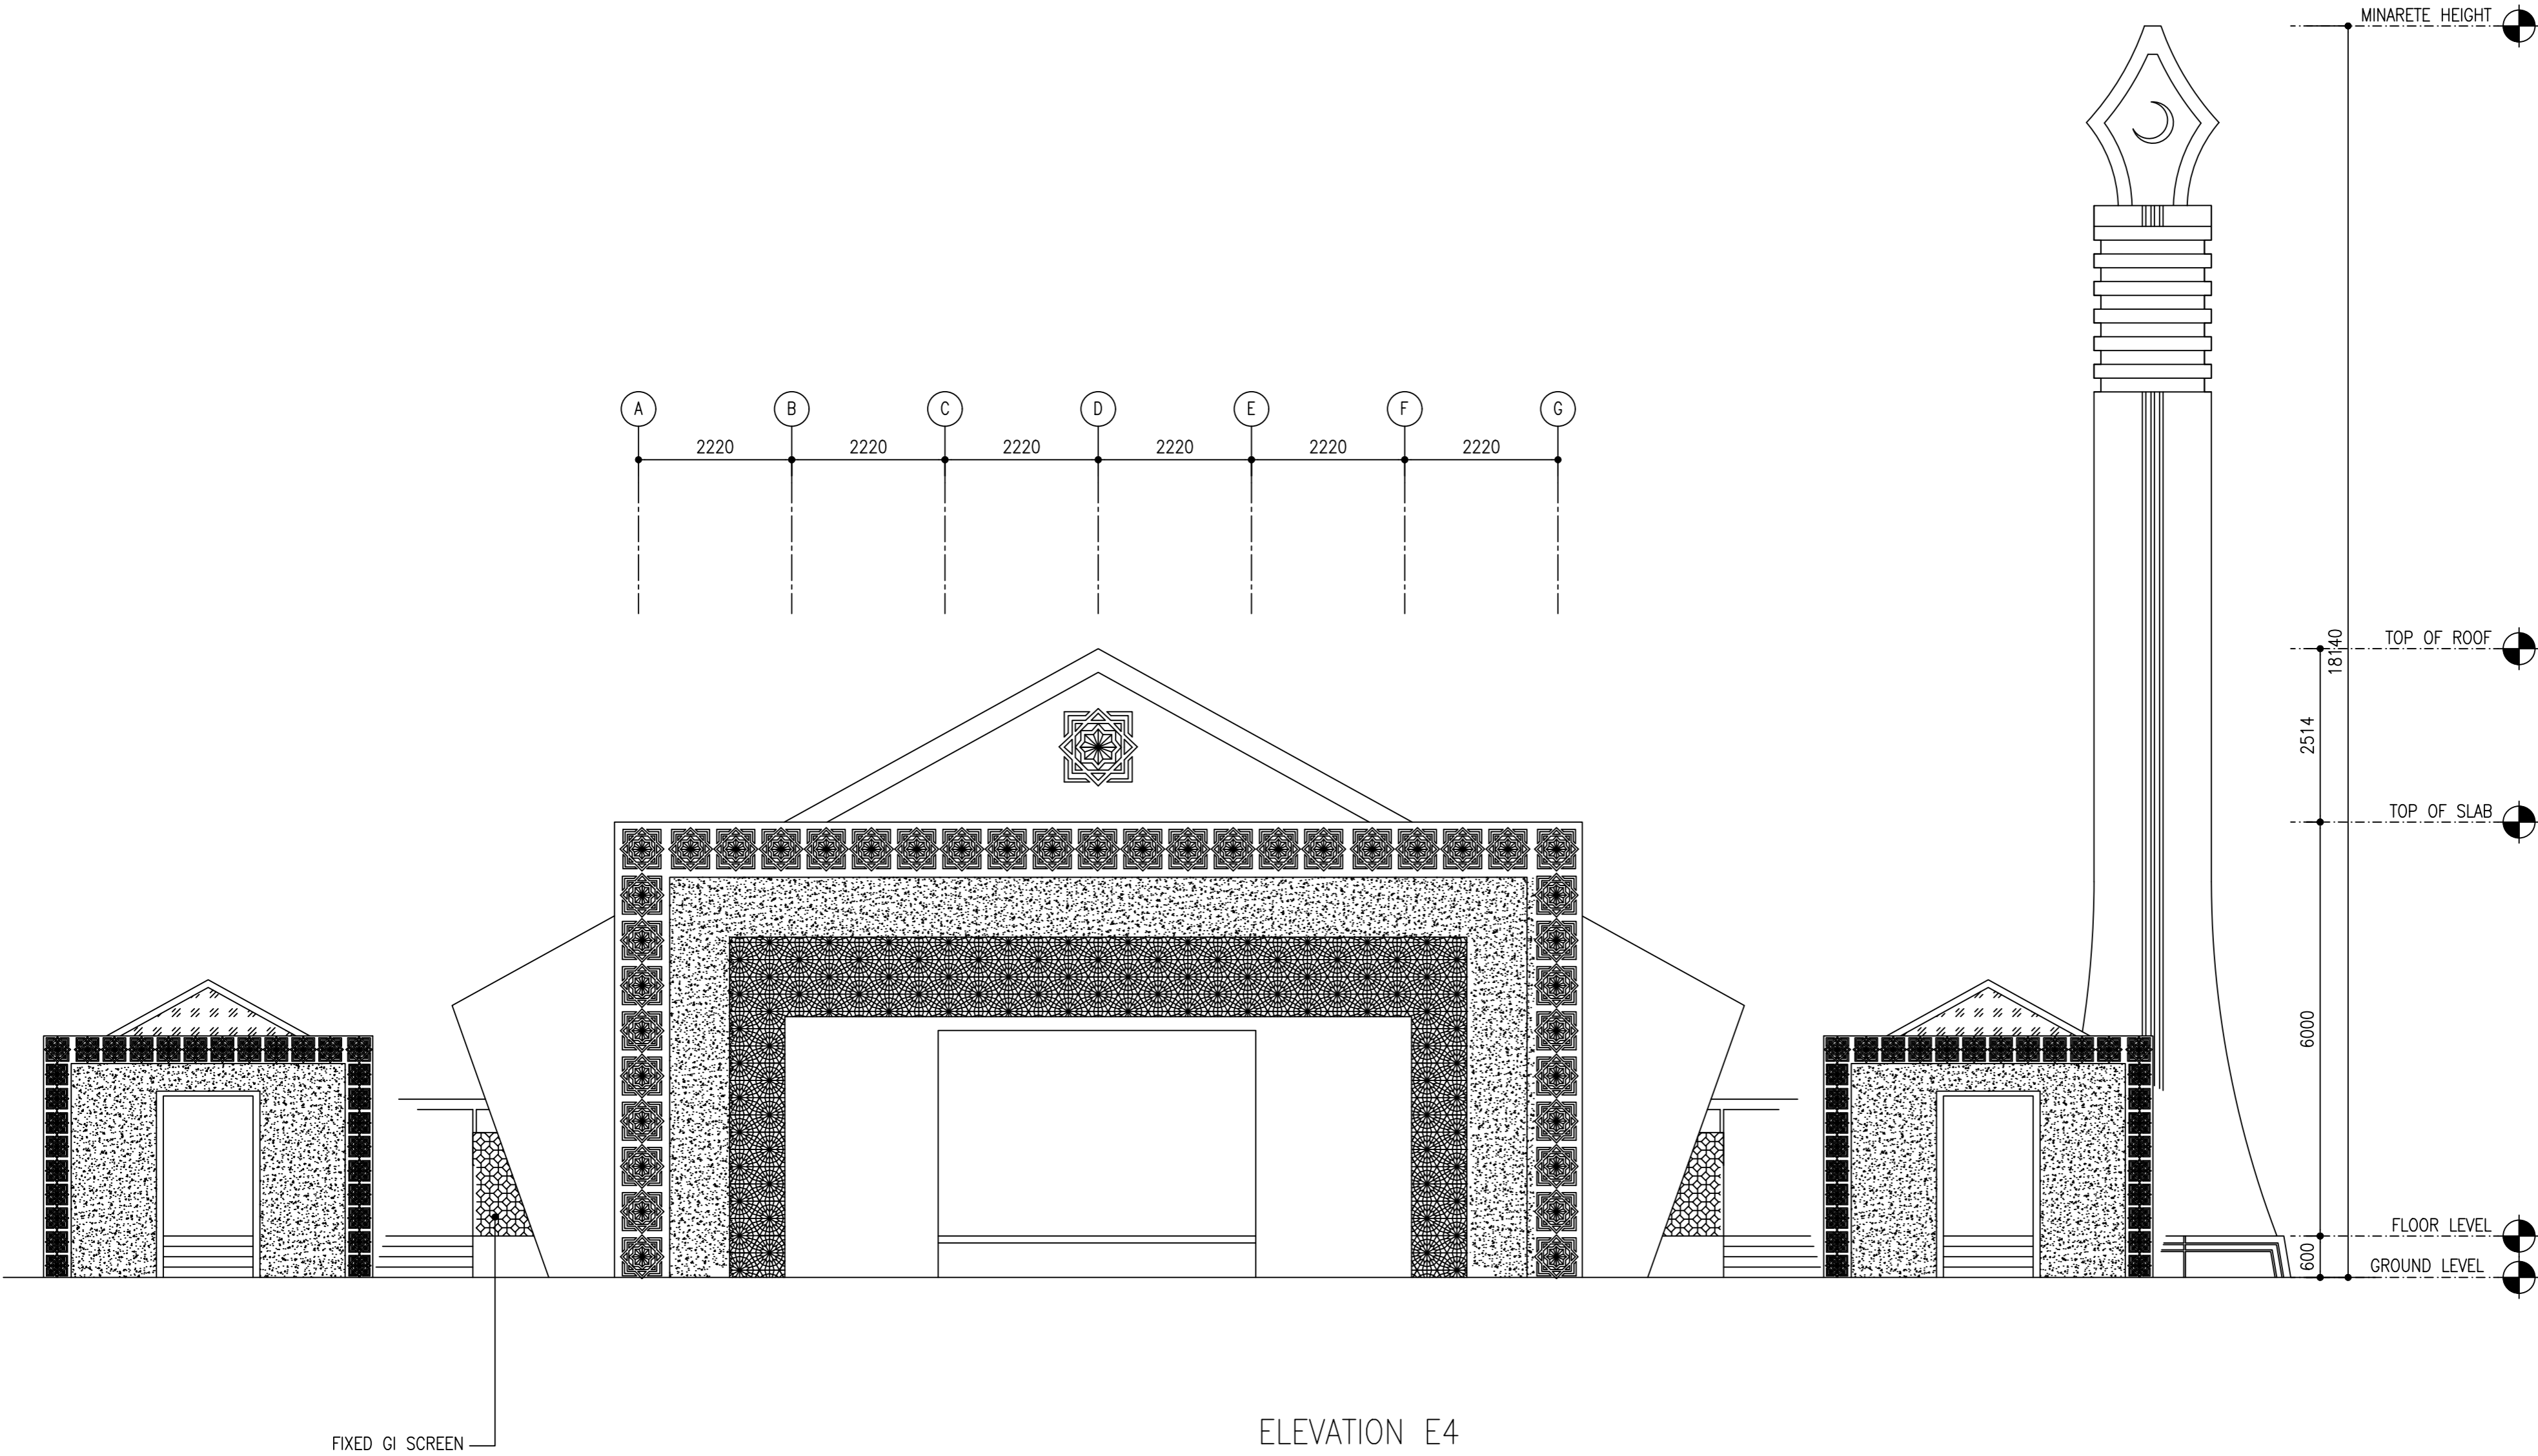 MINARETE HEIGHT
A B C D E F G
2220 2220 2220 2220 2220 2220
TOP OF ROOF
18140
2514
TOP OF SLAB
6000
FLOOR LEVEL
600
GROUND LEVEL
ELEVATION E4
FIXED GI SCREEN